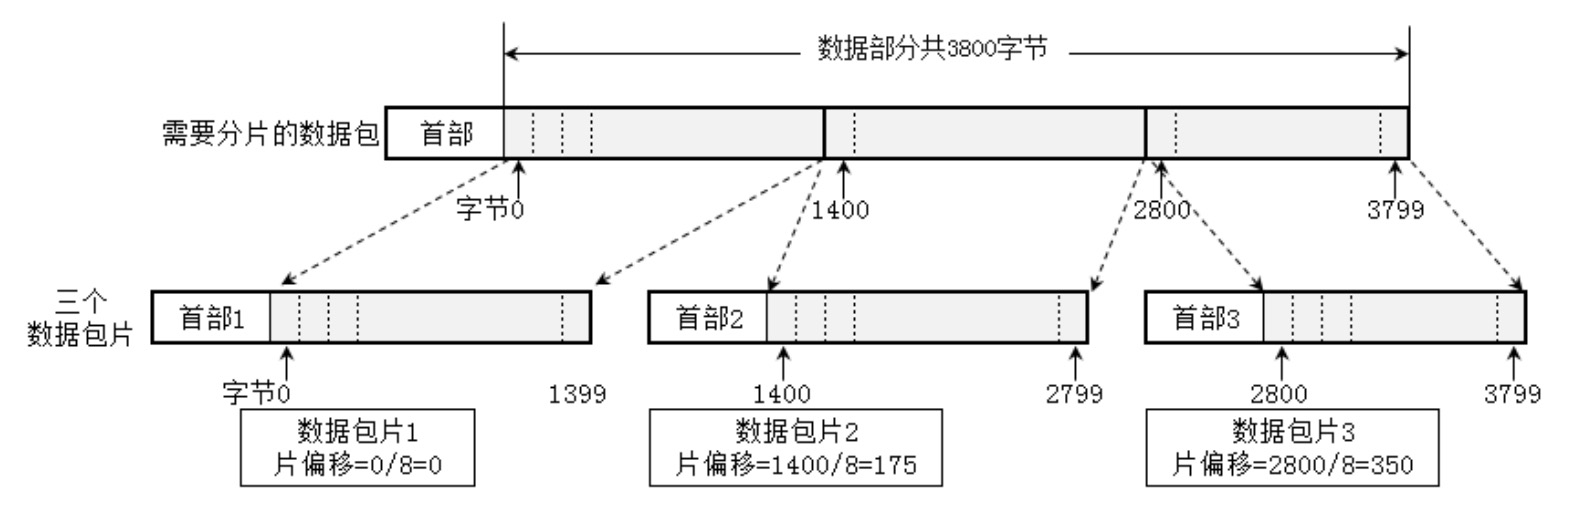 数据部分共3800字节
需要分片的数据包
首部
字节0
1400
2800
3799
三个
数据包片
首部1
首部2
首部3
字节0
1399
1400
2799
2800
3799
数据包片1
片偏移=0/8=0
数据包片2
片偏移=1400/8=175
数据包片3
片偏移=2800/8=350